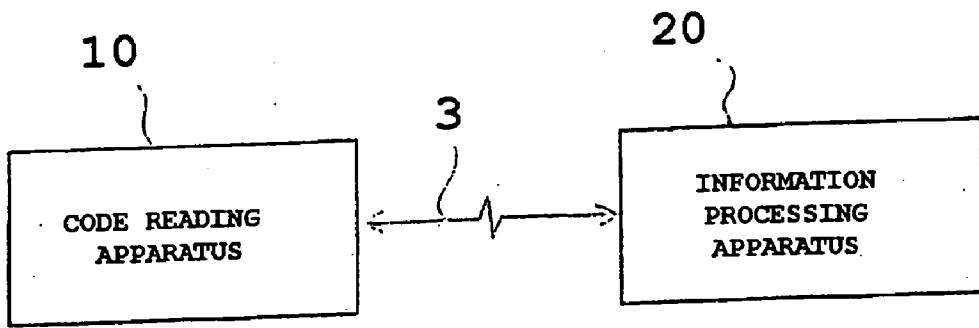 10
20
3
CODE READING
APPARATUS
INFORMATION
PROCESSING
APPARATUS